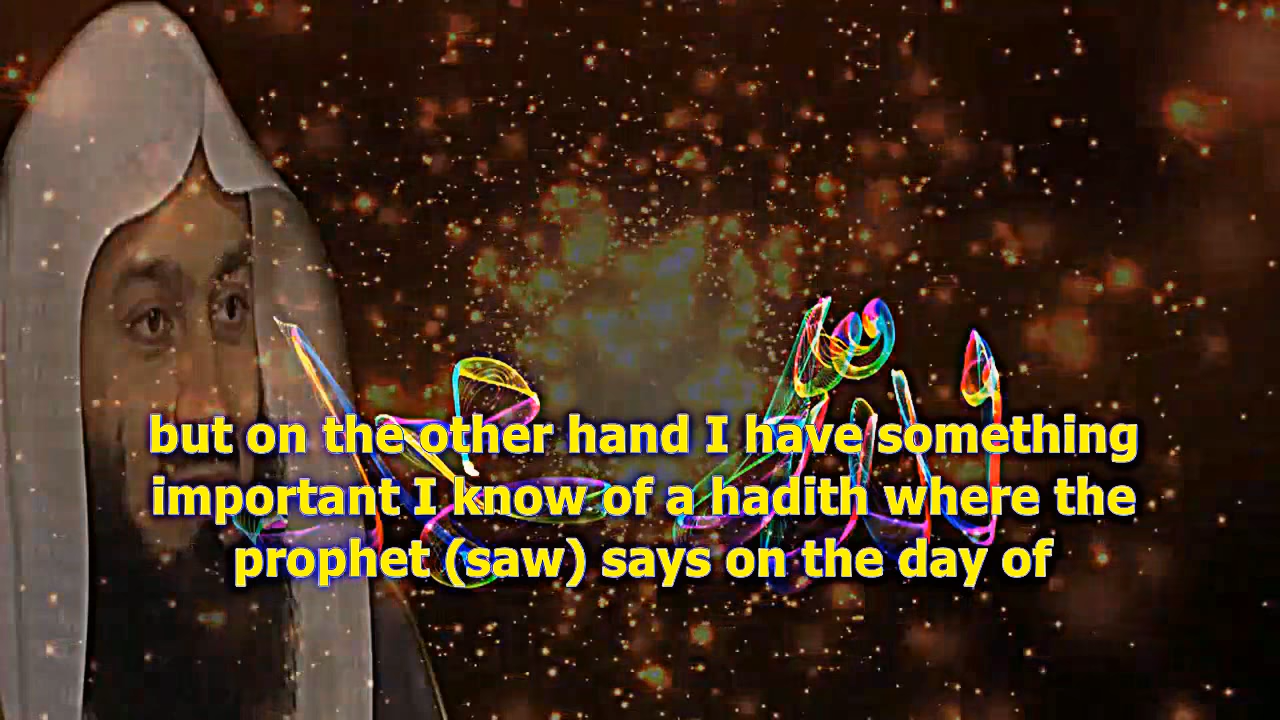 but on the other hand I have something
important I know of a hadith where the
prophet (saw) says on the day of